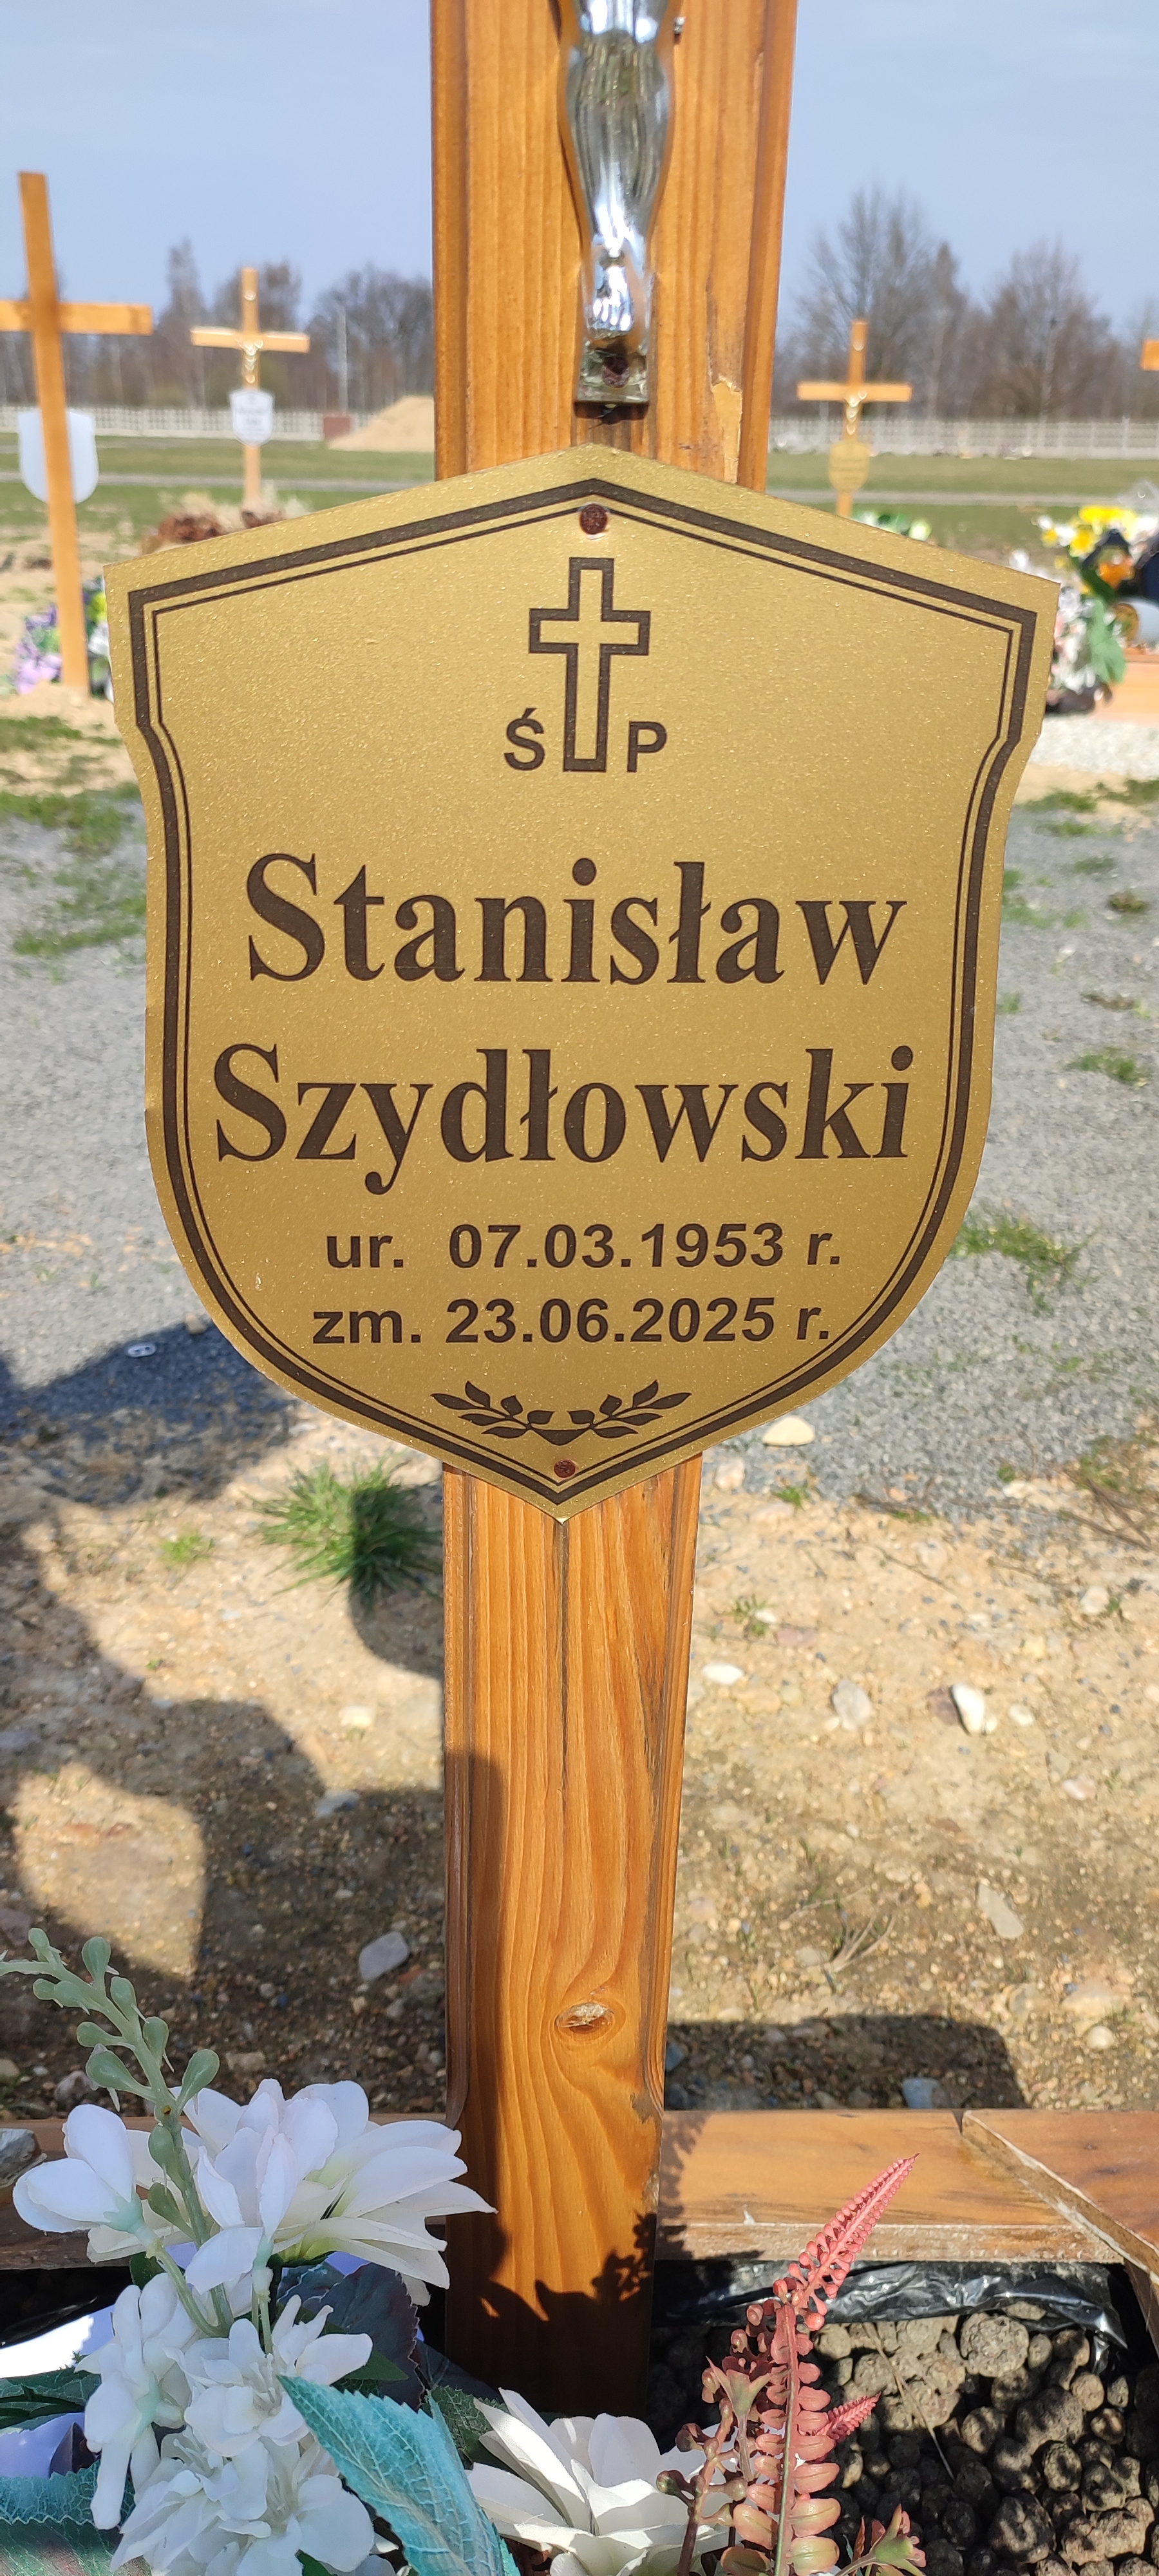 Ś P
Stanisław
Szydłowski
ur. 07.03.1953 r.
zm. 23.06.2025 r.